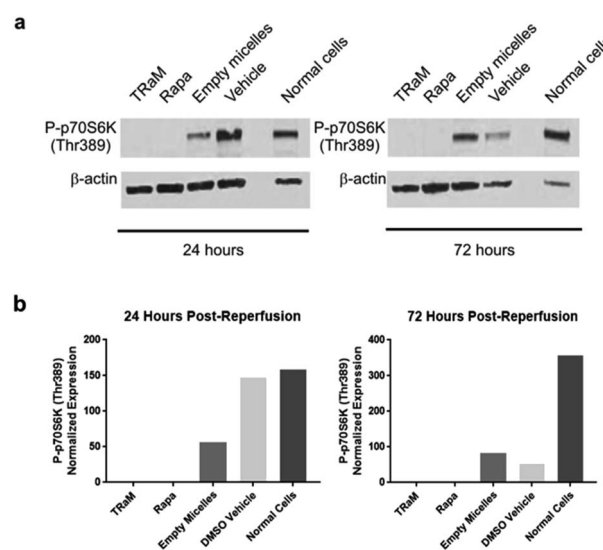 a
TRaM Rapa Empty micelles Vehicle Normal cells
TRaM Rapa Empty micelles Vehicle Normal cells
P-p70S6K
(Thr389)
P-p70S6K
(Thr389)
β-actin
β-actin
24 hours
72 hours
b
24 Hours Post-Reperfusion
P-p70S6K (Thr389)
Normalized Expression
200
150
100
50
0
TRaM Rapa Empty Micelles DMSO Vehicle Normal Cells
72 Hours Post-Reperfusion
P-p70S6K (Thr389)
Normalized Expression
400
300
200
100
0
TRaM Rapa Empty Micelles DMSO Vehicle Normal Cells